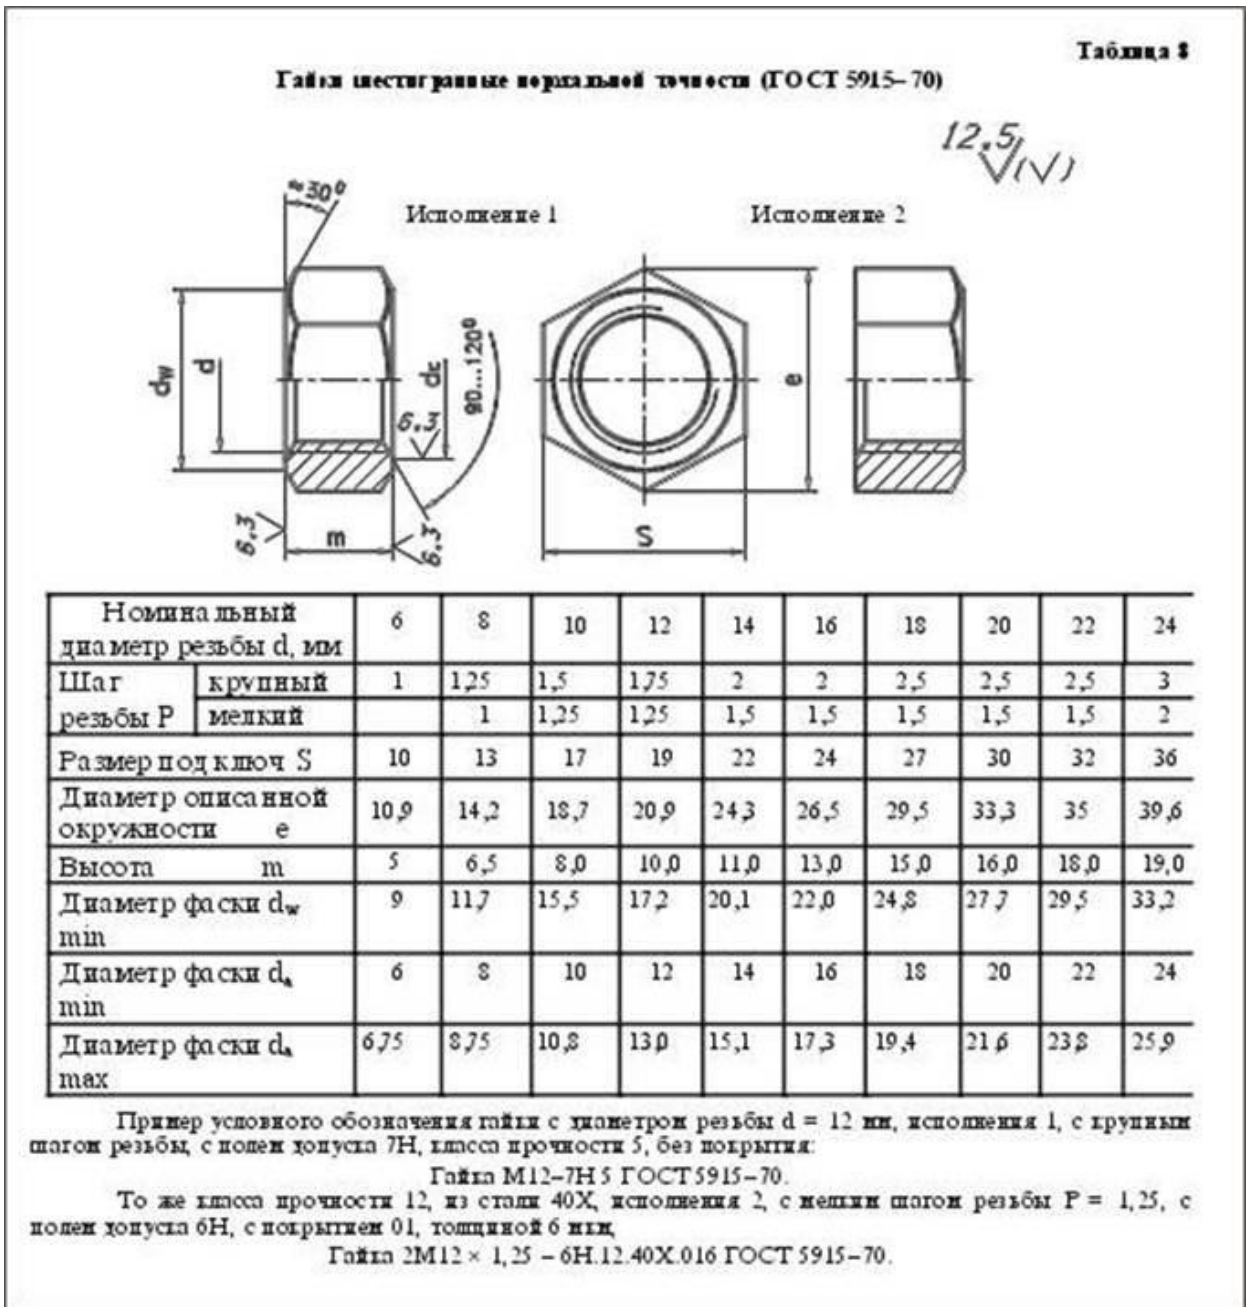 Таблица 8
Гайки шестигранные нормальной точности (ГОСТ 5915–70)
12.5 (√)
≈30°
Исполнение 1
Исполнение 2
dw
d
dc
90...120°
6.3
e
6.3
m
6.3
S
Номинальный диаметр резьбы d, мм 6 8 10 12 14 16 18 20 22 24
Шаг резьбы P крупный 1 1,25 1,5 1,75 2 2 2,5 2,5 2,5 3
мелкий 1 1,25 1,25 1,5 1,5 1,5 1,5 1,5 2
Размер под ключ S 10 13 17 19 22 24 27 30 32 36
Диаметр описанной окружности e 10,9 14,2 18,7 20,9 24,3 26,5 29,5 33,3 35 39,6
Высота m 5 6,5 8,0 10,0 11,0 13,0 15,0 16,0 18,0 19,0
Диаметр фаски dw min 9 11,7 15,5 17,2 20,1 22,0 24,8 27,7 29,5 33,2
Диаметр фаски da min 6 8 10 12 14 16 18 20 22 24
Диаметр фаски da max 6,75 8,75 10,8 13,0 15,1 17,3 19,4 21,6 23,8 25,9
Пример условного обозначения гайки с диаметром резьбы d = 12 мм, исполнения 1, с крупным
шагом резьбы, с полем допуска 7Н, класса прочности 5, без покрытия:
Гайка М12–7Н 5 ГОСТ 5915–70.
То же класса прочности 12, из стали 40Х, исполнения 2, с мелким шагом резьбы P = 1,25, с
полем допуска 6Н, с покрытием 01, толщиной 6 мкм,
Гайка 2М12 × 1,25 – 6Н.12.40Х.016 ГОСТ 5915–70.